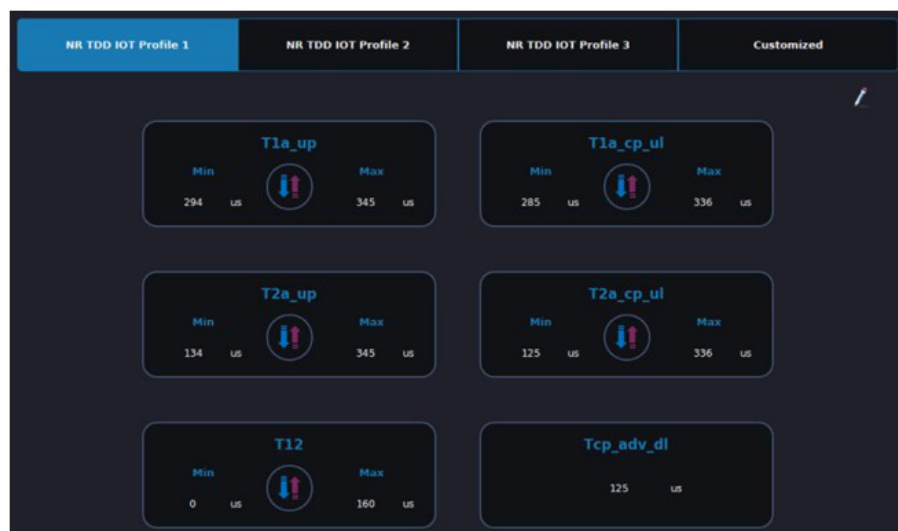 NR TDD IOT Profile 1 NR TDD IOT Profile 2 NR TDD IOT Profile 3 Customized
T1a_up
Min Max
294 us 345 us
T1a_cp_ul
Min Max
285 us 336 us
T2a_up
Min Max
134 us 345 us
T2a_cp_ul
Min Max
125 us 336 us
T12
Min Max
0 us 160 us
Tcp_adv_dl
125 us